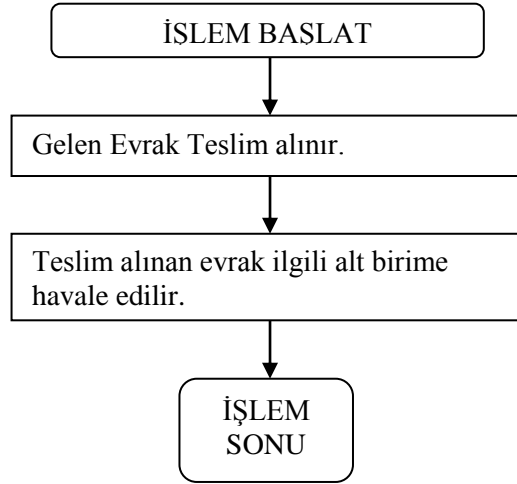 İŞLEM BAŞLAT
Gelen Evrak Teslim alınır.
Teslim alınan evrak ilgili alt birime
havale edilir.
İŞLEM
SONU